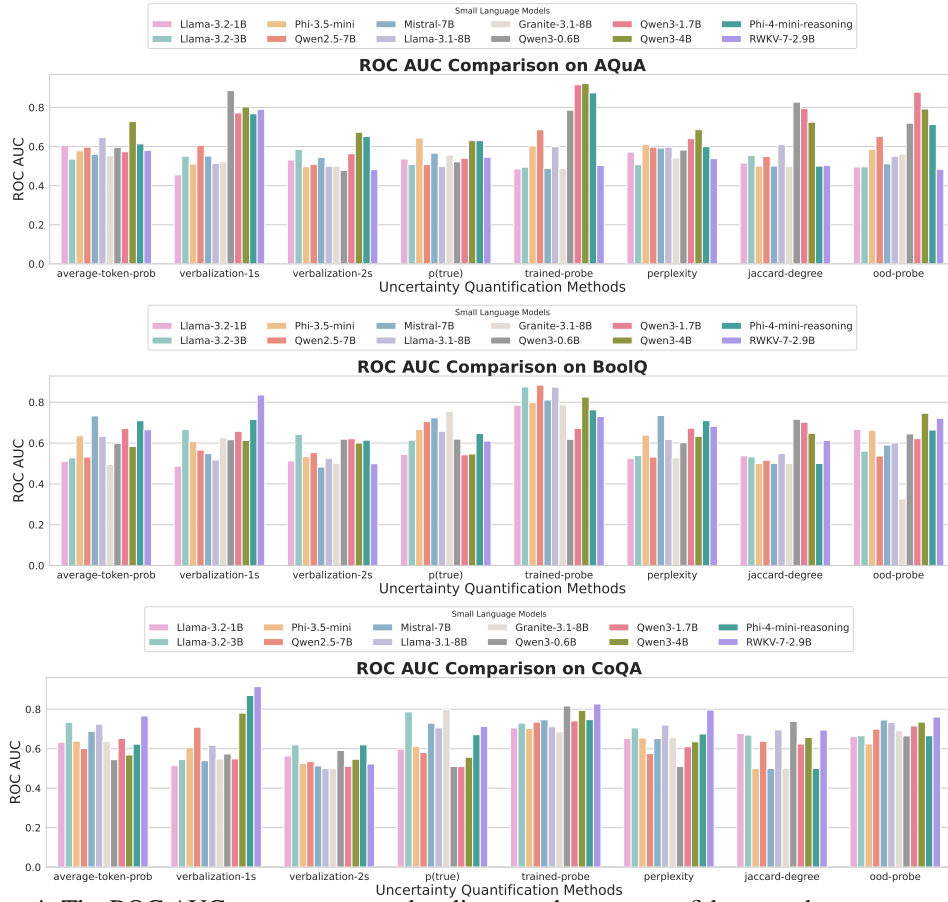 Small Language Models
Llama-3.2-1B Phi-3.5-mini Mistral-7B Granite-3.1-8B Qwen3-1.7B Phi-4-mini-reasoning
Llama-3.2-3B Qwen2.5-7B Llama-3.1-8B Qwen3-0.6B Qwen3-4B RWKV-7-2.9B
ROC AUC Comparison on AQuA
ROC AUC
0.8
0.6
0.4
0.2
0.0
average-token-prob verbalization-1s verbalization-2s p(true) trained-probe perplexity jaccard-degree ood-probe
Uncertainty Quantification Methods
Small Language Models
Llama-3.2-1B Phi-3.5-mini Mistral-7B Granite-3.1-8B Qwen3-1.7B Phi-4-mini-reasoning
Llama-3.2-3B Qwen2.5-7B Llama-3.1-8B Qwen3-0.6B Qwen3-4B RWKV-7-2.9B
ROC AUC Comparison on BoolQ
ROC AUC
0.8
0.6
0.4
0.2
0.0
average-token-prob verbalization-1s verbalization-2s p(true) trained-probe perplexity jaccard-degree ood-probe
Uncertainty Quantification Methods
Small Language Models
Llama-3.2-1B Phi-3.5-mini Mistral-7B Granite-3.1-8B Qwen3-1.7B Phi-4-mini-reasoning
Llama-3.2-3B Qwen2.5-7B Llama-3.1-8B Qwen3-0.6B Qwen3-4B RWKV-7-2.9B
ROC AUC Comparison on CoQA
ROC AUC
0.8
0.6
0.4
0.2
0.0
average-token-prob verbalization-1s verbalization-2s p(true) trained-probe perplexity jaccard-degree ood-probe
Uncertainty Quantification Methods
4: The ROC AUC